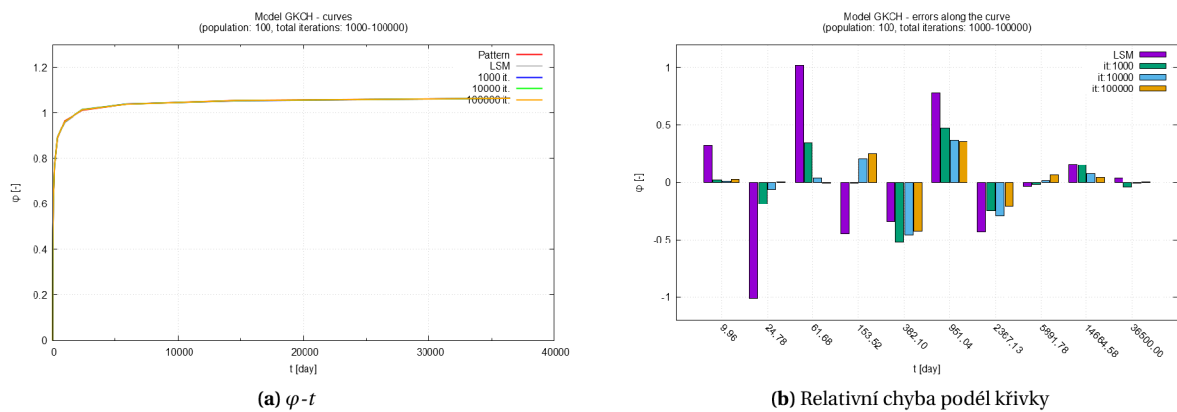 Model GKCH - curves
(population: 100, total iterations: 1000-100000)
Pattern
LSM
1000 it.
10000 it.
100000 it.
1.2
1
0.8
0.6
0.4
0.2
0
φ [-]
0 10000 20000 30000 40000
t [day]
(a) φ-t
Model GKCH - errors along the curve
(population: 100, total iterations: 1000-100000)
LSM
it:1000
it:10000
it:100000
1
0.5
0
-0.5
-1
φ [-]
9.96 24.78 61.68 153.52 382.10 951.04 2367.13 5891.78 14664.58 36500.00
t [day]
(b) Relativní chyba podél křivky